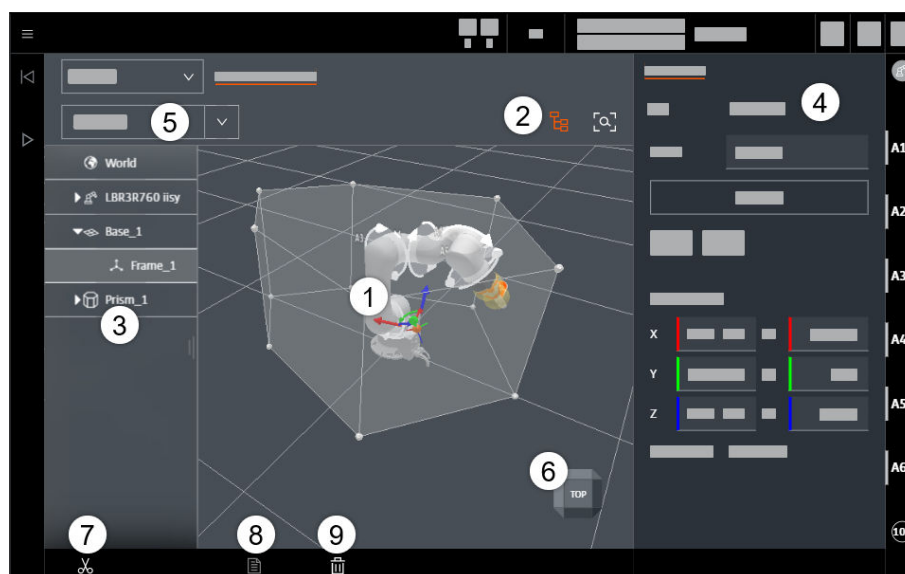 4
2
5
A1
World
LBR3R760 iisy
A2
Base_1
Frame_1
A3
1
Prism_1
3
X
A4
Y
A5
Z
6
TOP
A6
7
8
9
10